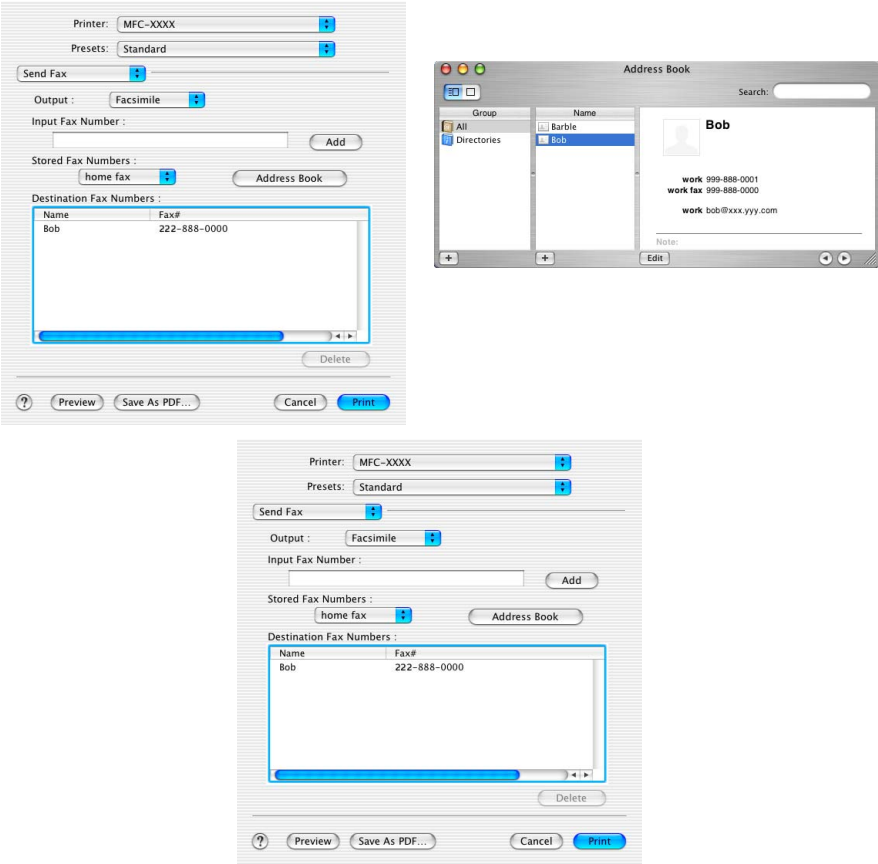 Printer: MFC-XXXX
Presets: Standard
Send Fax
Output : Facsimile
Input Fax Number :
Add
Stored Fax Numbers :
home fax Address Book
Destination Fax Numbers :
Name Fax#
Bob 222-888-0000
Delete
? Preview Save As PDF... Cancel Print
Address Book
Search:
Group Name
All Barble Bob
Directories Bob
work 999-888-0001
work fax 999-888-0000
work bob@xxx.yyy.com
Note:
+ + Edit
Printer: MFC-XXXX
Presets: Standard
Send Fax
Output : Facsimile
Input Fax Number :
Add
Stored Fax Numbers :
home fax Address Book
Destination Fax Numbers :
Name Fax#
Bob 222-888-0000
Delete
? Preview Save As PDF... Cancel Print